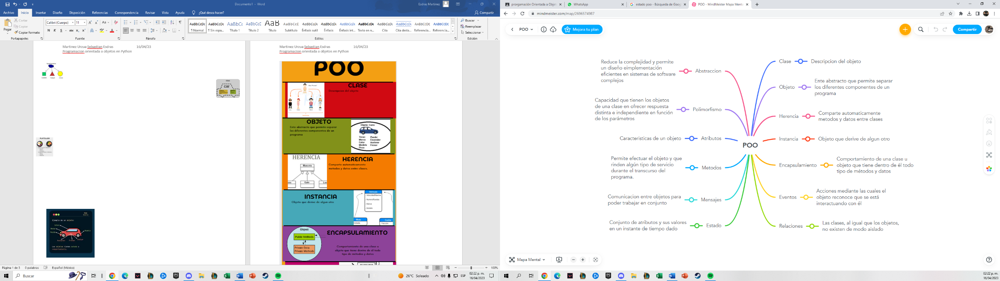 Documento1 - Word
Esdras Martinez
Archivo Inicio Insertar Diseño Disposición Referencias Correspondencia Revisar Vista Ayuda ¿Qué desea hacer? Compartir
Pegar
Cortar
Copiar
Copiar formato
Calibri (Cuerpo) 11
Normal Sin espa... Título 1 Título 2 Título Subtítulo Énfasis sutil Énfasis Énfasis int... Texto en n... Cita Cita desta... Referencia... Referencia...
Buscar
Reemplazar
Seleccionar
Portapapeles Fuente Párrafo Estilos Edición
Martinez Urzua Sebastian Esdras 16/04/23
Programacion orientada a objetos en Python
car
PLATILLOS
POO
Ejemplo de un objeto:
Color
Motor
Rueda
Modelo
Acelerar Frenar Doblar
Los objetos tienen estado y
comportamiento.
Martinez Urzua Sebastian Esdras 16/04/23
Programacion orientada a objetos en Python
POO
CLASE
Descripcion del objeto
OBJETO
Ente abstracto que permite separar
los diferentes componentes de un
programa
Objeto: Carro
Tiene: Puede:
Marca Encender
Color Acelerar
Modelo Frenar
Peso
HERENCIA
Mascota
Gato
HERENCIA
Comparte automaticamente
metodos y datos entre clases.
INSTANCIA
Objeto que derive de algun otro
Vehiculo
- VelocidadMaxima
- NumeroRuedas
- Marca
- Modelo
Moto
Coche
- Tracción
Object
Public Methods
Private Data
Private Methods
ENCAPSULAMIENTO
Comportamiento de una clase u
objeto que tiene dentro de él todo
tipo de métodos y datos
Página 1 de 3 0 palabras Español (México) 100%
Buscar
26°C Soleado
ESP
02:22 p. m.
16/04/2023
prorgamación Orientada a Objet
WhatsApp
estado poo - Búsqueda de Goog
POO - MindMeister Mapa Menta
mindmeister.com/map/2696574987
POO
Mejora tu plan
Compartir
Reduce la complejidad y permite
un diseño eimplementación
eficientes en sistemas de software
complejos
Abstraccion
Capacidad que tienen los objetos
de una clase en ofrecer respuesta
distinta e independiente en función
de los parámetros
Polimorfismo
Caracteristicas de un objeto
Atributos
Permite efectuar el objeto y que
rinden algún tipo de servicio
durante el transcurso del
programa.
Metodos
Comunicacion entre objetos para
poder trabajar en conjunto
Mensajes
Conjunto de atributos y sus valores
en un instante de tiempo dado
Estado
POO
Clase
Descripcion del objeto
Objeto
Ente abstracto que permite separar
los diferentes componentes de un
programa
Herencia
Comparte automaticamente
metodos y datos entre clases
Instancia
Objeto que derive de algun otro
Encapsulamiento
Comportamiento de una clase u
objeto que tiene dentro de él todo
tipo de métodos y datos
Eventos
Acciones mediante las cuales el
objeto reconoce que se está
interactuando con él
Relaciones
Las clases, al igual que los objetos,
no existen de modo aislado
Mapa Mental
02:22 p. m.
16/04/2023